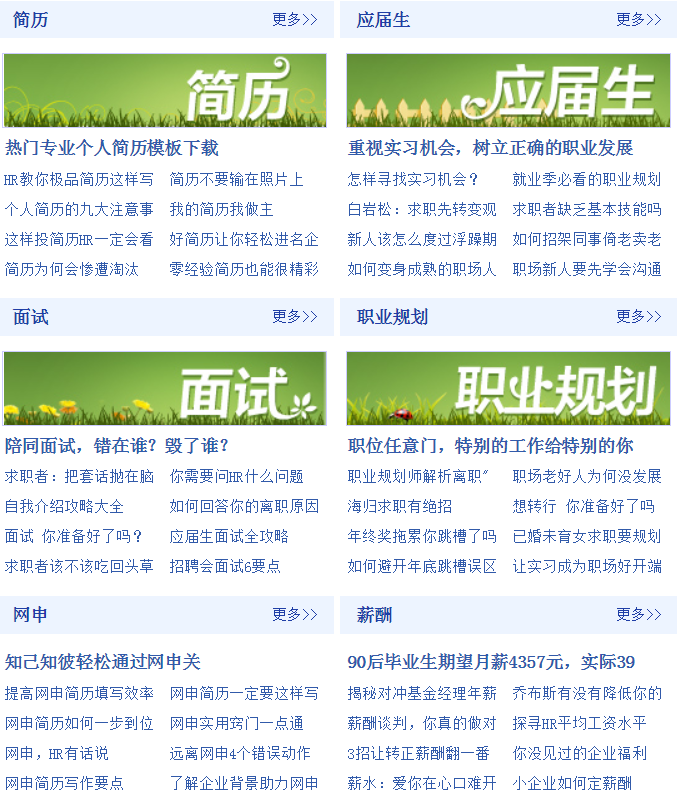 简历 更多>>
简历
热门专业个人简历模板下载
HR教你极品简历这样写 简历不要输在照片上
个人简历的九大注意事 我的简历我做主
这样投简历HR一定会看 好简历让你轻松进名企
简历为何会惨遭淘汰 零经验简历也能很精彩
应届生 更多>>
应届生
重视实习机会，树立正确的职业发展
怎样寻找实习机会？ 就业季必看的职业规划
白岩松：求职先转变观 求职者缺乏基本技能吗
新人该怎么度过浮躁期 如何招架同事倚老卖老
如何变身成熟的职场人 职场新人要先学会沟通
面试 更多>>
面试
陪同面试，错在谁？毁了谁？
求职者：把套话抛在脑 你需要问HR什么问题
自我介绍攻略大全 如何回答你的离职原因
面试 你准备好了吗？ 应届生面试全攻略
求职者该不该吃回头草 招聘会面试6要点
职业规划 更多>>
职业规划
职位任意门，特别的工作给特别的你
职业规划师解析离职" 职场老好人为何没发展
海归求职有绝招 想转行 你准备好了吗
年终奖拖累你跳槽了吗 已婚未育女求职要规划
如何避开年底跳槽误区 让实习成为职场好开端
网申 更多>>
知己知彼轻松通过网申关
提高网申简历填写效率 网申简历一定要这样写
网申简历如何一步到位 网申实用窍门一点通
网申，HR有话说 远离网申4个错误动作
网申简历写作要点 了解企业背景助力网申
薪酬 更多>>
90后毕业生期望月薪4357元，实际39
揭秘对冲基金经理年薪 乔布斯有没有降低你的
薪酬谈判，你真的做对 探寻HR平均工资水平
3招让转正薪酬翻一番 你没见过的企业福利
薪水：爱你在心口难开 小企业如何定薪酬